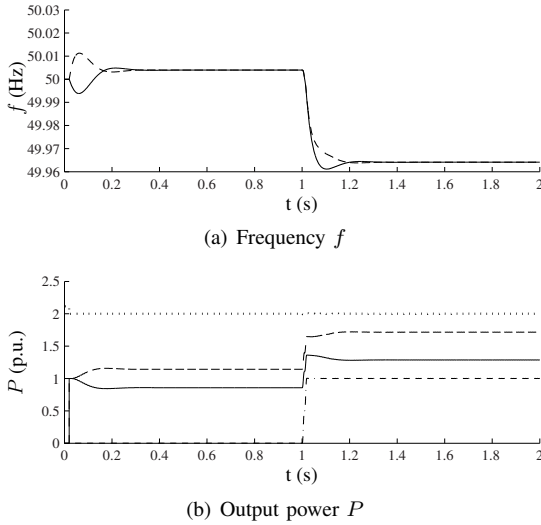 50.03
50.02
50.01
50
49.99
49.98
49.97
49.96
f (Hz)
0 0.2 0.4 0.6 0.8 1 1.2 1.4 1.6 1.8 2
t (s)
(a) Frequency f
2.5
2
1.5
1
0.5
0
P (p.u.)
0 0.2 0.4 0.6 0.8 1 1.2 1.4 1.6 1.8 2
t (s)
(b) Output power P